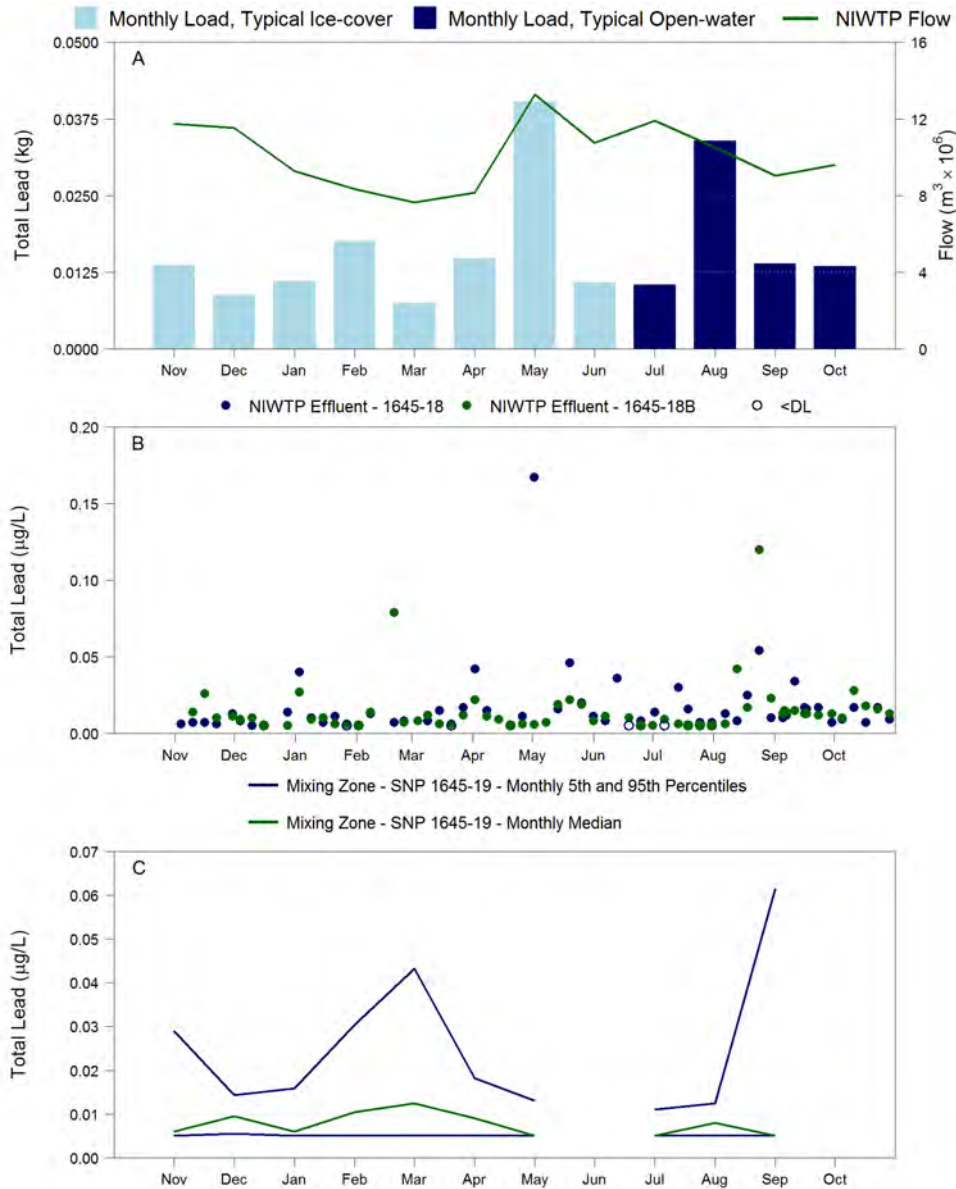 Monthly Load, Typical Ice-cover Monthly Load, Typical Open-water NIWTP Flow
A
Total Lead (kg)
0.0500
0.0375
0.0250
0.0125
0.0000
16
12
8
4
0
Flow (m³ × 10⁶)
Nov Dec Jan Feb Mar Apr May Jun Jul Aug Sep Oct
NIWTP Effluent - 1645-18 NIWTP Effluent - 1645-18B <DL
B
Total Lead (µg/L)
0.20
0.15
0.10
0.05
0.00
Nov Dec Jan Feb Mar Apr May Jun Jul Aug Sep Oct
Mixing Zone - SNP 1645-19 - Monthly 5th and 95th Percentiles
Mixing Zone - SNP 1645-19 - Monthly Median
C
Total Lead (µg/L)
0.07
0.06
0.05
0.04
0.03
0.02
0.01
0.00
Nov Dec Jan Feb Mar Apr May Jun Jul Aug Sep Oct